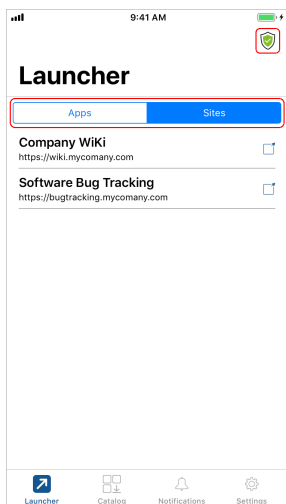 9:41 AM
Launcher
Apps Sites
Company WiKi
https://wiki.mycomany.com
Software Bug Tracking
https://bugtracking.mycomany.com
Launcher Catalog Notifications Settings